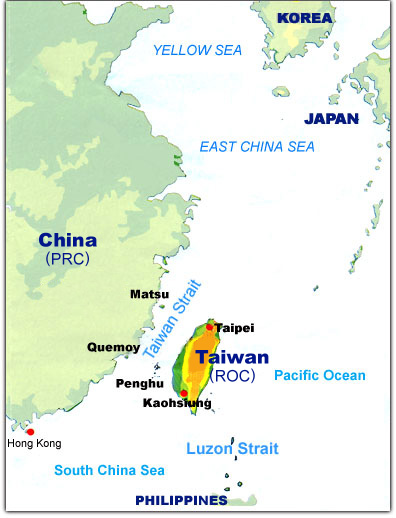 KOREA
YELLOW SEA
JAPAN
EAST CHINA SEA
China
(PRC)
Matsu
Taiwan Strait
Taipei
Quemoy
Taiwan
(ROC)
Pacific Ocean
Penghu
Kaohsiung
Hong Kong
Luzon Strait
South China Sea
PHILIPPINES